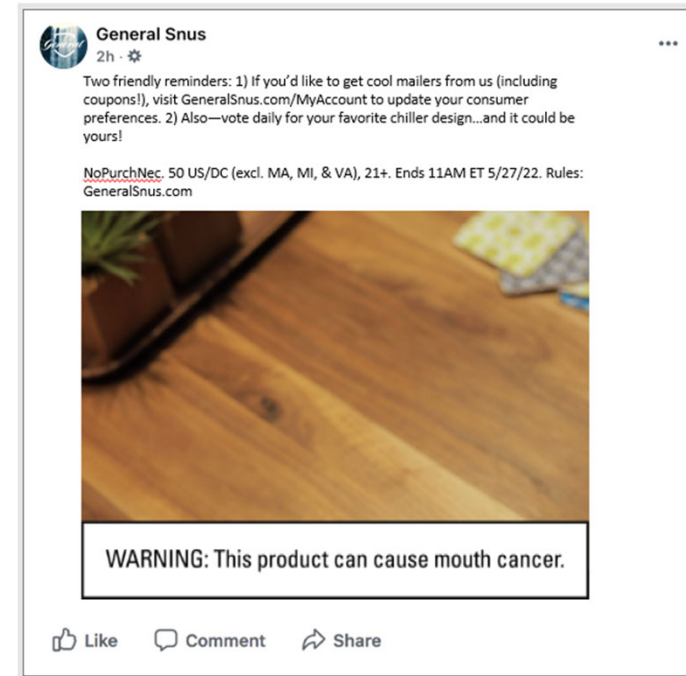 General
General Snus
2h ·
Two friendly reminders: 1) If you'd like to get cool mailers from us (including
coupons!), visit GeneralSnus.com/MyAccount to update your consumer
preferences. 2) Also—vote daily for your favorite chiller design...and it could be
yours!
NoPurchNec. 50 US/DC (excl. MA, MI, & VA), 21+. Ends 11AM ET 5/27/22. Rules:
GeneralSnus.com
WARNING: This product can cause mouth cancer.
Like Comment Share